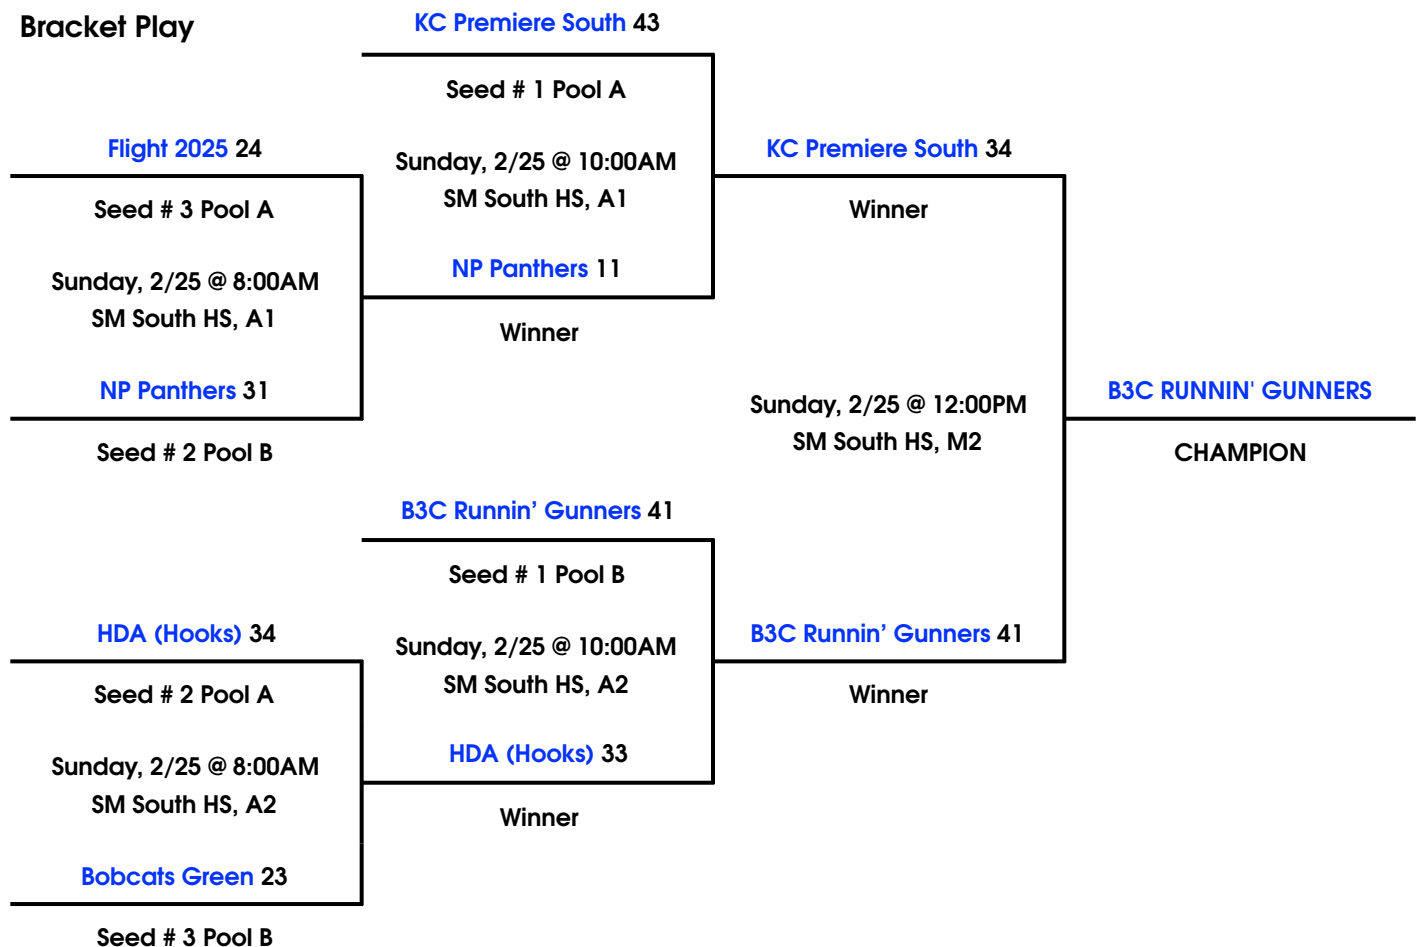 Bracket Play
KC Premiere South 43
Seed # 1 Pool A
Flight 2025 24
Sunday, 2/25 @ 10:00AM
SM South HS, A1
KC Premiere South 34
Seed # 3 Pool A
Winner
Sunday, 2/25 @ 8:00AM
SM South HS, A1
NP Panthers 11
Winner
NP Panthers 31
Seed # 2 Pool B
Sunday, 2/25 @ 12:00PM
SM South HS, M2
B3C RUNNIN' GUNNERS
CHAMPION
B3C Runnin’ Gunners 41
Seed # 1 Pool B
HDA (Hooks) 34
Sunday, 2/25 @ 10:00AM
SM South HS, A2
B3C Runnin’ Gunners 41
Seed # 2 Pool A
Winner
Sunday, 2/25 @ 8:00AM
SM South HS, A2
HDA (Hooks) 33
Winner
Bobcats Green 23
Seed # 3 Pool B